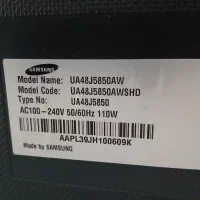 SAMSUNG
Model Name: UA48J5850AW
Model Code: UA48J5850AWSHD
Type No: UA48J5850
AC100-240V 50/60Hz 110W
AAPL39JH100609K
Made by SAMSUNG